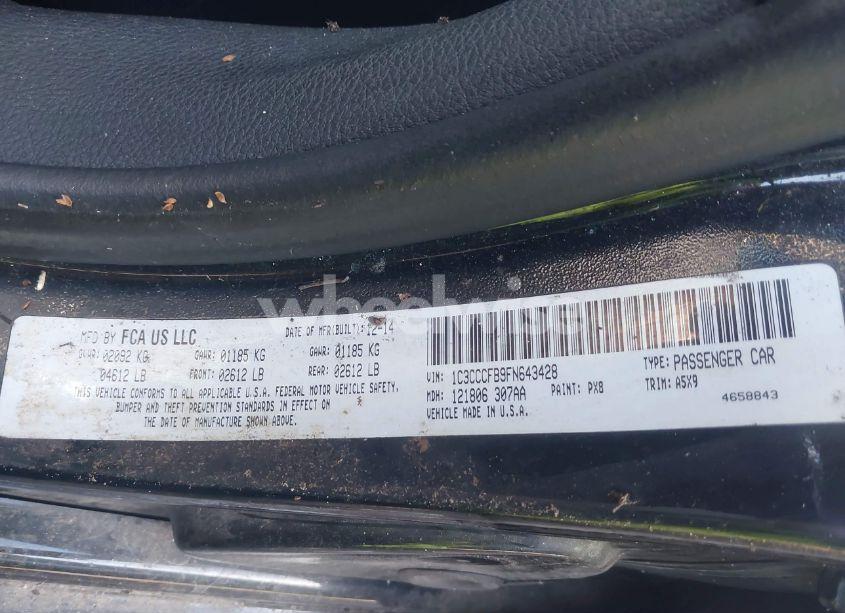 MFD BY FCA US LLC
DATE OF MFR(BUILT): 12-14
GVWR: 02092 KG GAWR: 01185 KG GAWR: 01185 KG
04612 LB FRONT: 02612 LB REAR: 02612 LB
THIS VEHICLE CONFORMS TO ALL APPLICABLE U.S.A. FEDERAL MOTOR VEHICLE SAFETY,
BUMPER AND THEFT PREVENTION STANDARDS IN EFFECT ON
THE DATE OF MANUFACTURE SHOWN ABOVE.
VIN: 1C3CCCFB9FN643428 TYPE: PASSENGER CAR
MDH: 121806 307AA PAINT: PX8 TRIM: A5X9
VEHICLE MADE IN U.S.A. 4658843
wheelwise